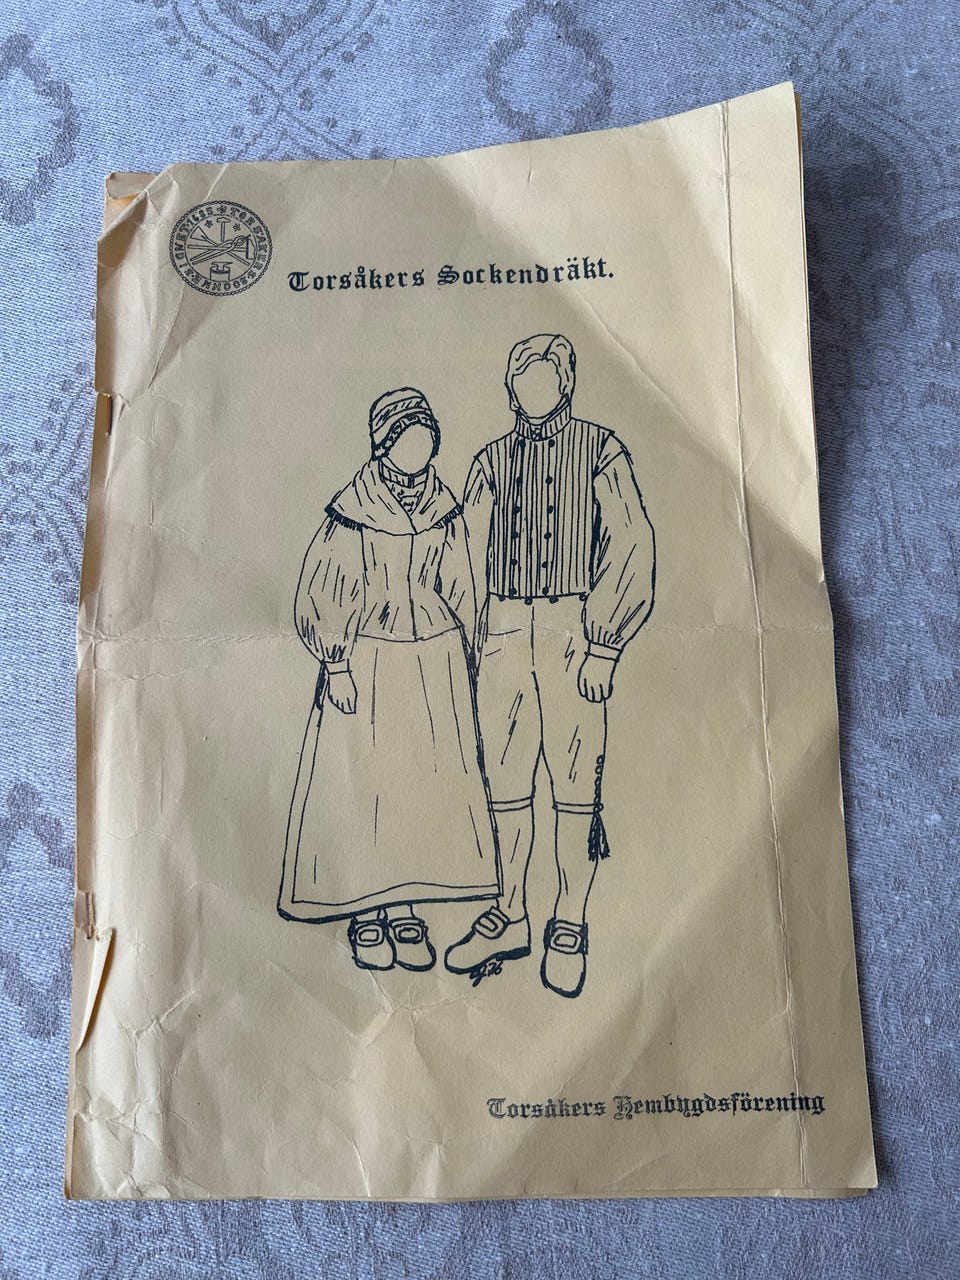 Torsåkers Sockendräkt.
Torsåkers Hembygdsförening